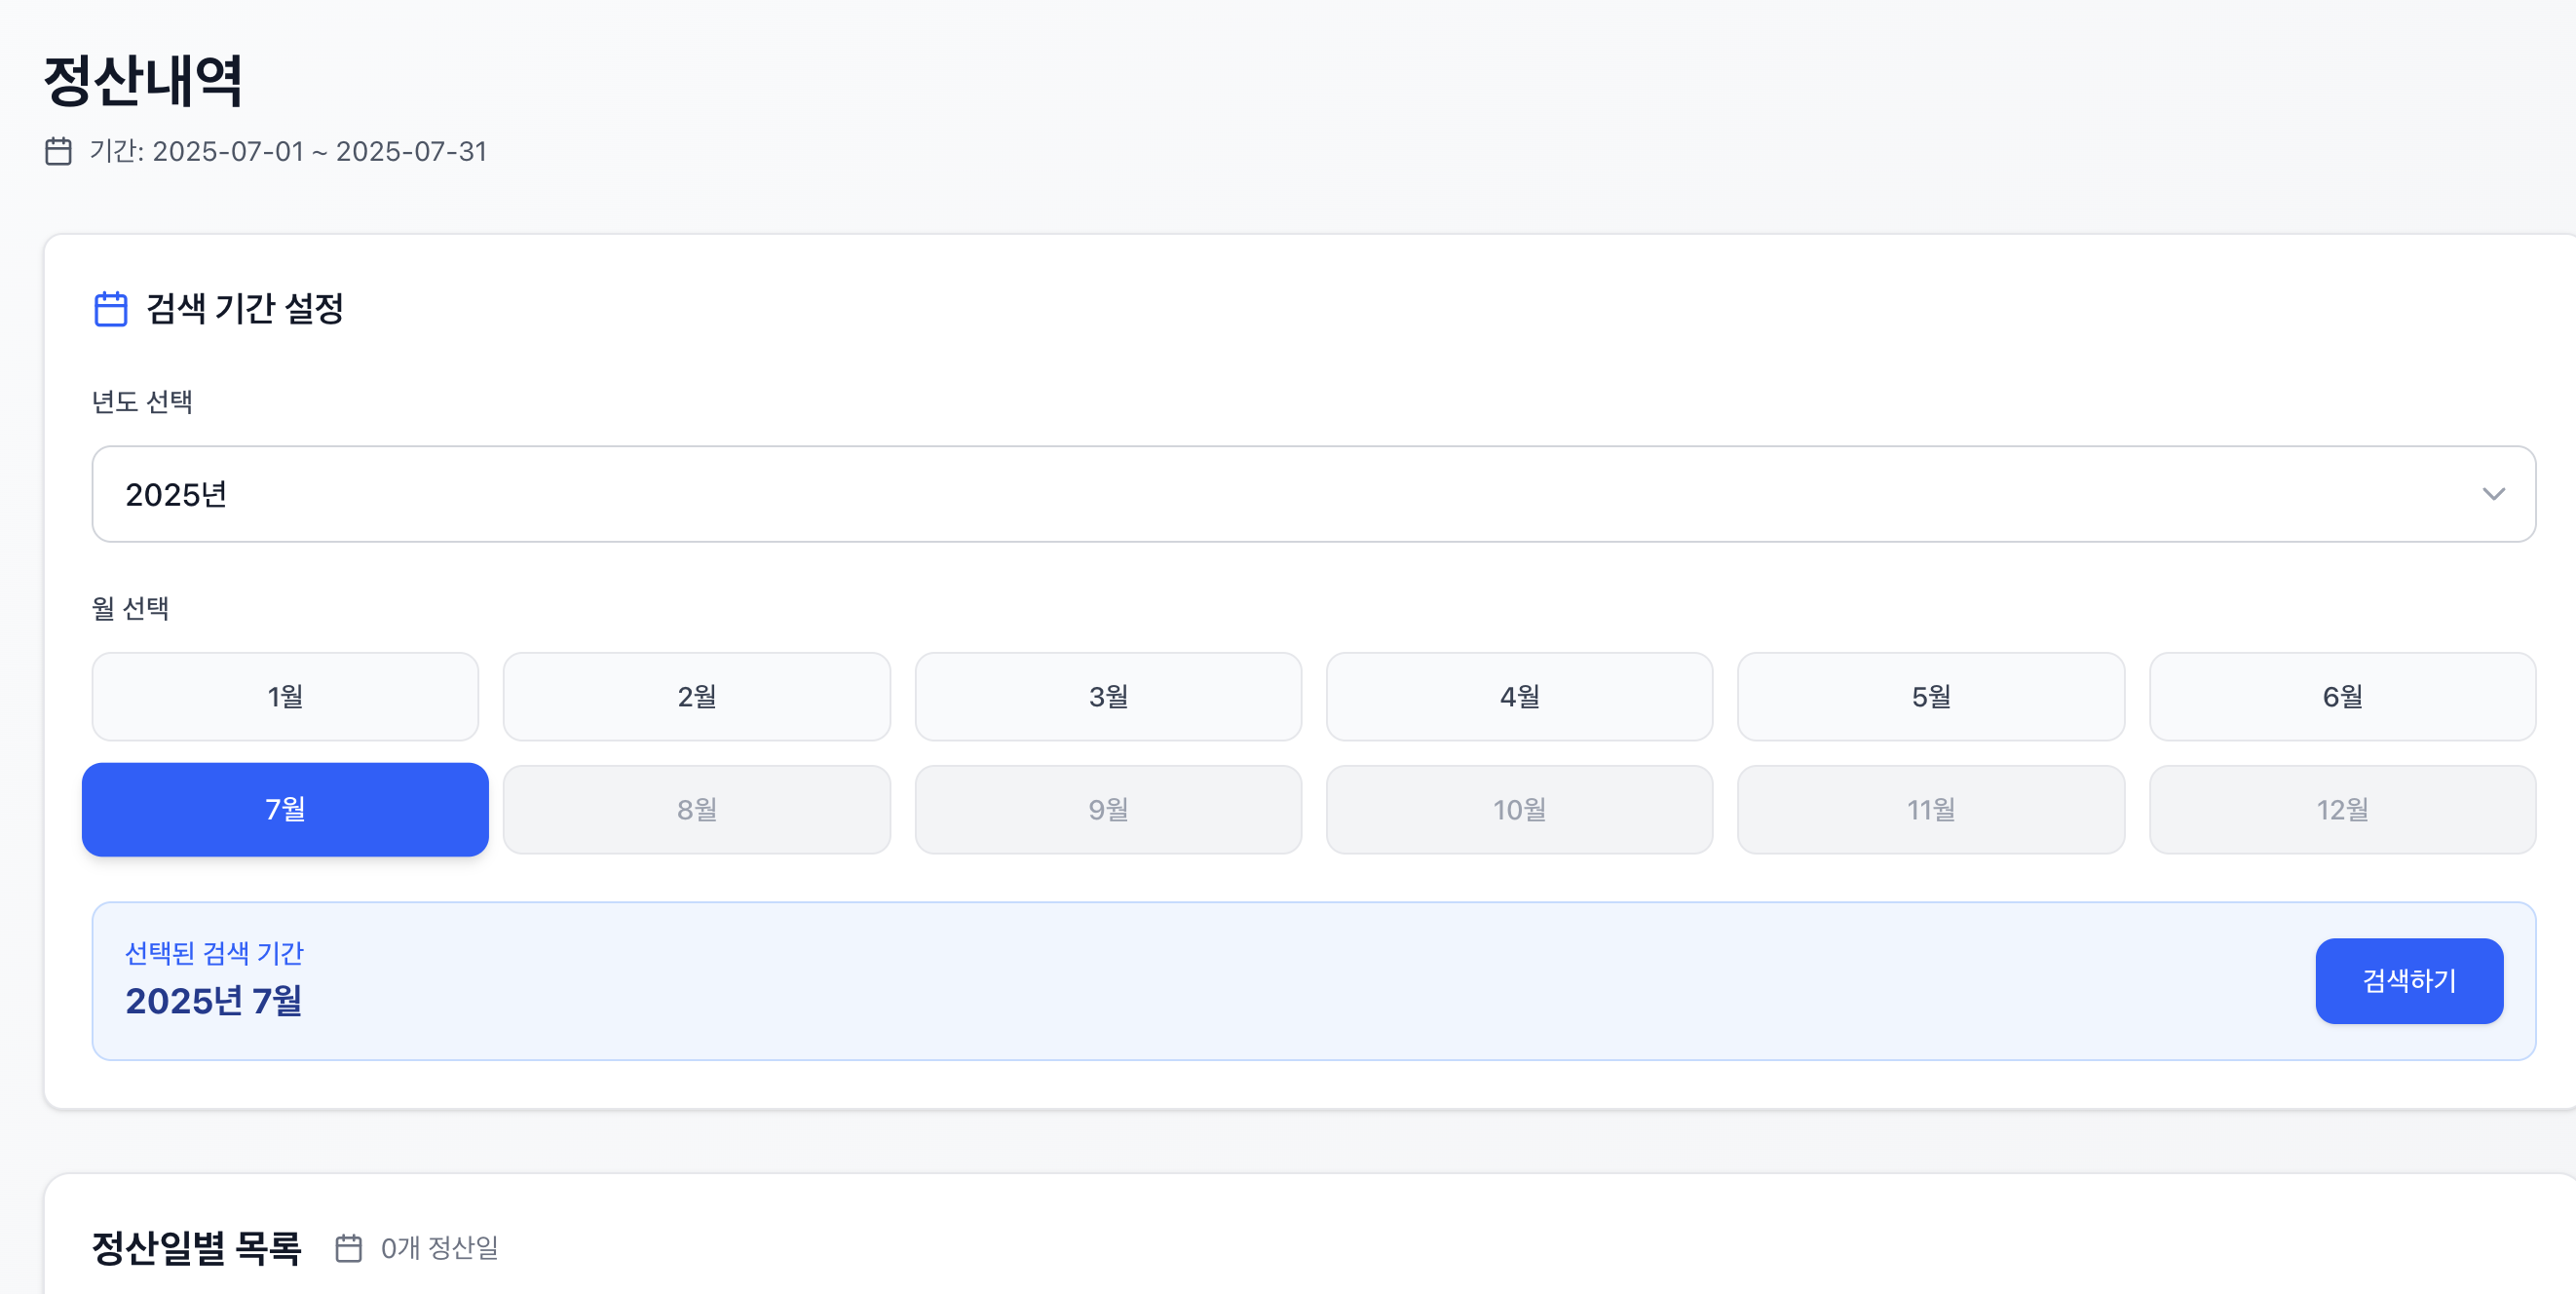 정산내역
기간: 2025-07-01 ~ 2025-07-31
검색 기간 설정
년도 선택
2025년
월 선택
1월 2월 3월 4월 5월 6월
7월 8월 9월 10월 11월 12월
선택된 검색 기간
2025년 7월
검색하기
정산일별 목록 0개 정산일